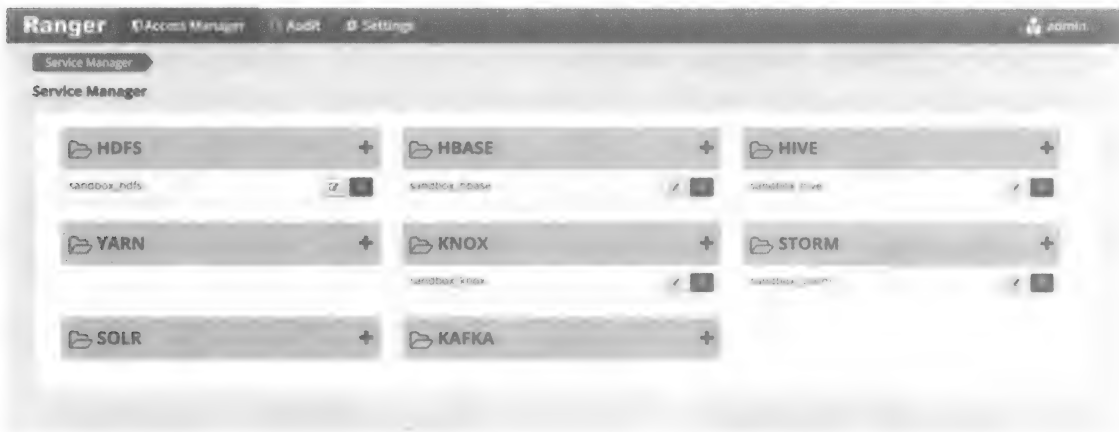 Ranger Access Manager Audit Settings admin
Service Manager
Service Manager
HDFS + HBASE + HIVE +
sandbox_hdfs sandbox_hbase sandbox_hive
YARN + KNOX + STORM +
sandbox_knox
SOLR + KAFKA +